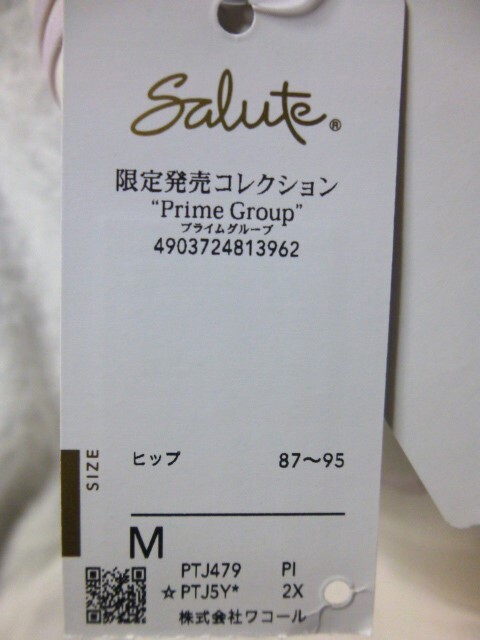 Salute®
限定発売コレクション
“Prime Group”
プライムグループ
4903724813962
SIZE
ヒップ 87〜95
M
PTJ479 PI
☆PTJ5Y* 2X
株式会社ワコール